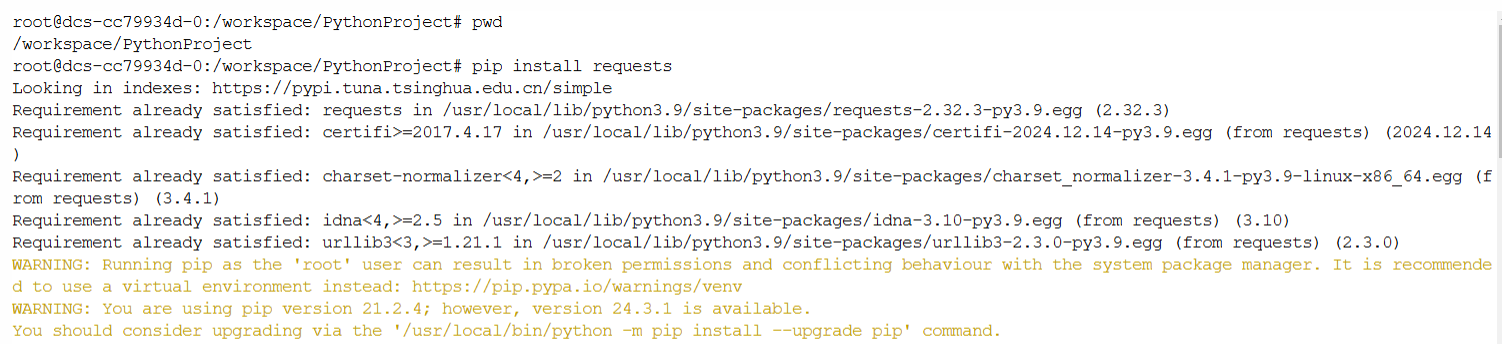 root@dcs-cc79934d-0:/workspace/PythonProject# pwd
/workspace/PythonProject
root@dcs-cc79934d-0:/workspace/PythonProject# pip install requests
Looking in indexes: https://pypi.tuna.tsinghua.edu.cn/simple
Requirement already satisfied: requests in /usr/local/lib/python3.9/site-packages/requests-2.32.3-py3.9.egg (2.32.3)
Requirement already satisfied: certifi>=2017.4.17 in /usr/local/lib/python3.9/site-packages/certifi-2024.12.14-py3.9.egg (from requests) (2024.12.14
)
Requirement already satisfied: charset-normalizer<4,>=2 in /usr/local/lib/python3.9/site-packages/charset_normalizer-3.4.1-py3.9-linux-x86_64.egg (f
rom requests) (3.4.1)
Requirement already satisfied: idna<4,>=2.5 in /usr/local/lib/python3.9/site-packages/idna-3.10-py3.9.egg (from requests) (3.10)
Requirement already satisfied: urllib3<3,>=1.21.1 in /usr/local/lib/python3.9/site-packages/urllib3-2.3.0-py3.9.egg (from requests) (2.3.0)
WARNING: Running pip as the 'root' user can result in broken permissions and conflicting behaviour with the system package manager. It is recommende
d to use a virtual environment instead: https://pip.pypa.io/warnings/venv
WARNING: You are using pip version 21.2.4; however, version 24.3.1 is available.
You should consider upgrading via the '/usr/local/bin/python -m pip install --upgrade pip' command.